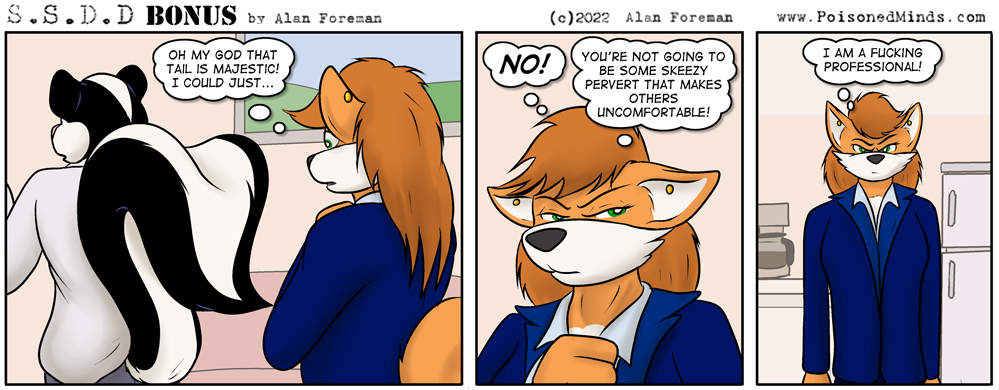 S.S.D.D BONUS by Alan Foreman (c)2022 Alan Foreman www.PoisonedMinds.com
OH MY GOD THAT
TAIL IS MAJESTIC!
I COULD JUST...
NO!
YOU'RE NOT GOING TO
BE SOME SKEEZY
PERVERT THAT MAKES
OTHERS
UNCOMFORTABLE!
I AM A FUCKING
PROFESSIONAL!